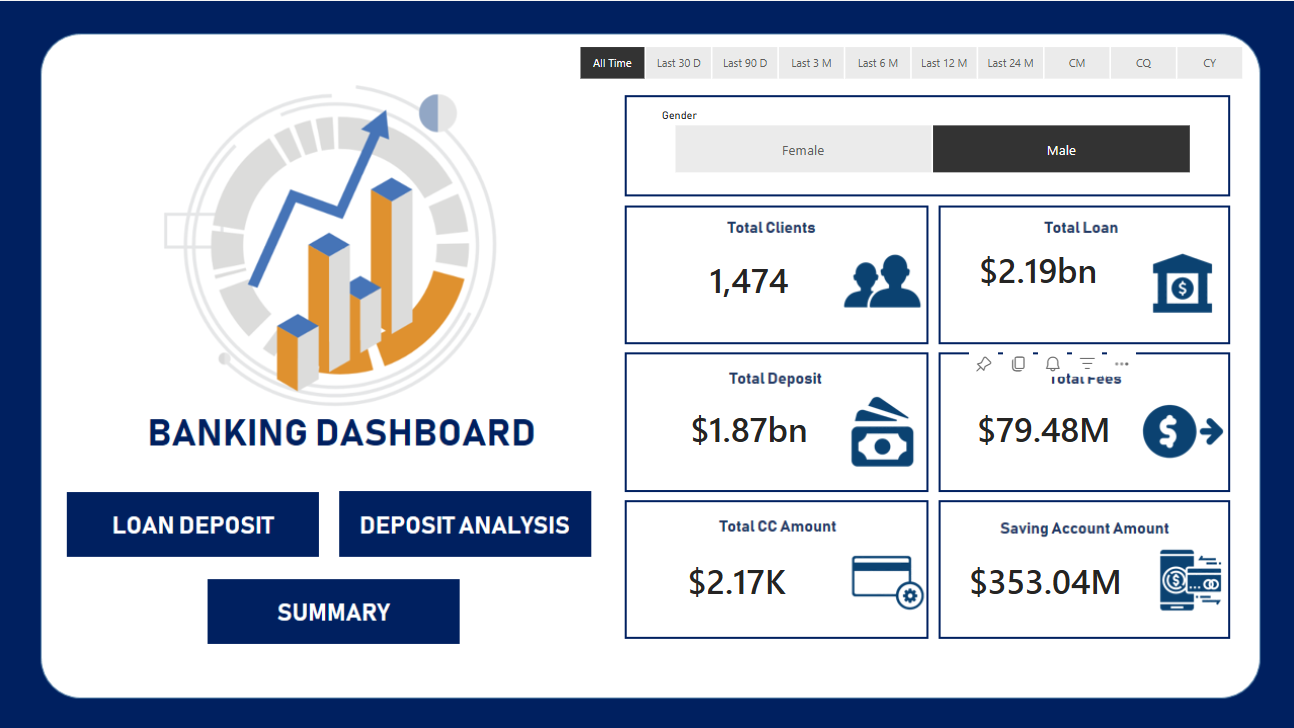 All Time Last 30 D Last 90 D Last 3 M Last 6 M Last 12 M Last 24 M CM CQ CY
Gender
Female Male
BANKING DASHBOARD
LOAN DEPOSIT DEPOSIT ANALYSIS
SUMMARY
Total Clients
1,474
Total Loan
$2.19bn
Total Deposit
$1.87bn
Total Fees
$79.48M
Total CC Amount
$2.17K
Saving Account Amount
$353.04M